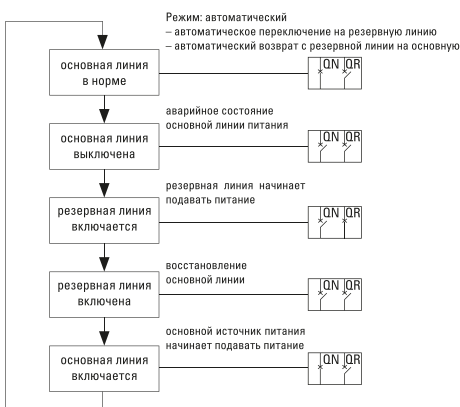 Режим: автоматический
– автоматическое переключение на резервную линию
– автоматический возврат с резервной линии на основную
основная линия
в норме
QN QR
аварийное состояние
основной линии питания
основная линия
выключена
QN QR
резервная линия начинает
подавать питание
резервная линия
включается
QN QR
восстановление
основной линии
резервная линия
включена
QN QR
основной источник питания
начинает подавать питание
основная линия
включается
QN QR